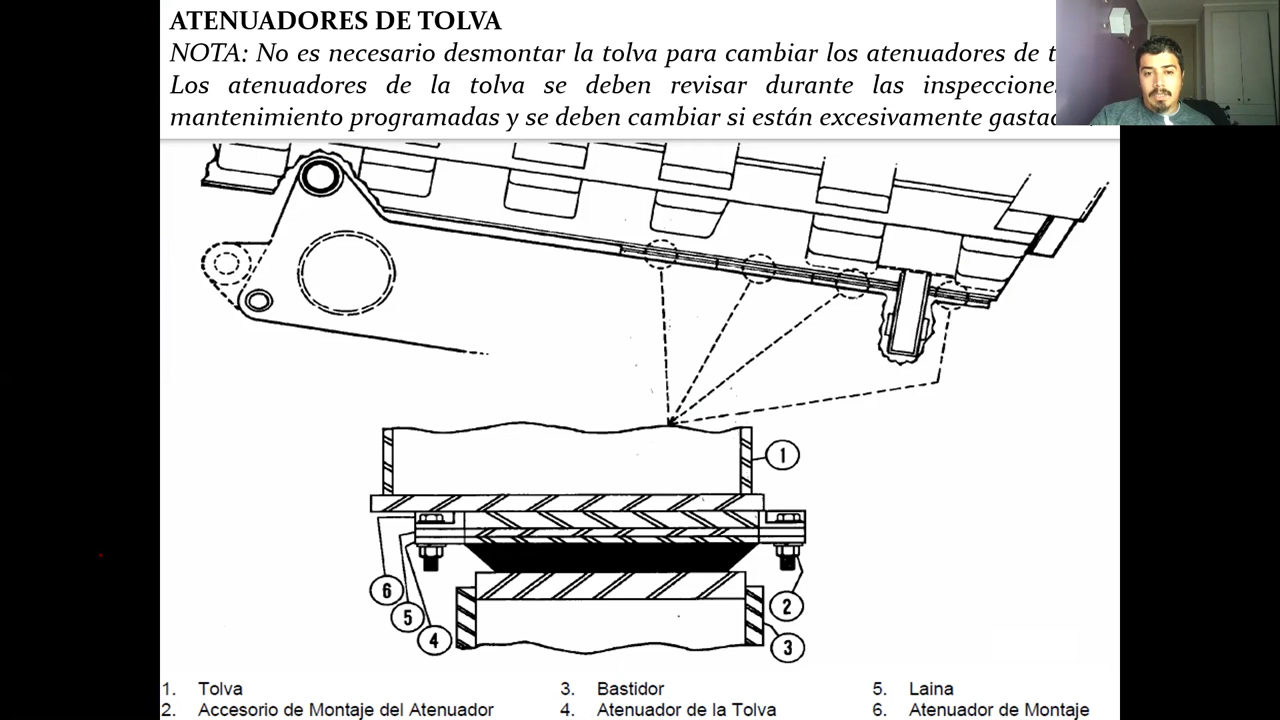 ATENUADORES DE TOLVA
NOTA: No es necesario desmontar la tolva para cambiar los atenuadores de
Los atenuadores de la tolva se deben revisar durante las
mantenimiento programadas y se deben cambiar si están excesivamente
1
6
5
4
2
3
1. Tolva 3. Bastidor 5. Laina
2. Accesorio de Montaje del Atenuador 4. Atenuador de la Tolva 6. Atenuador de Montaje